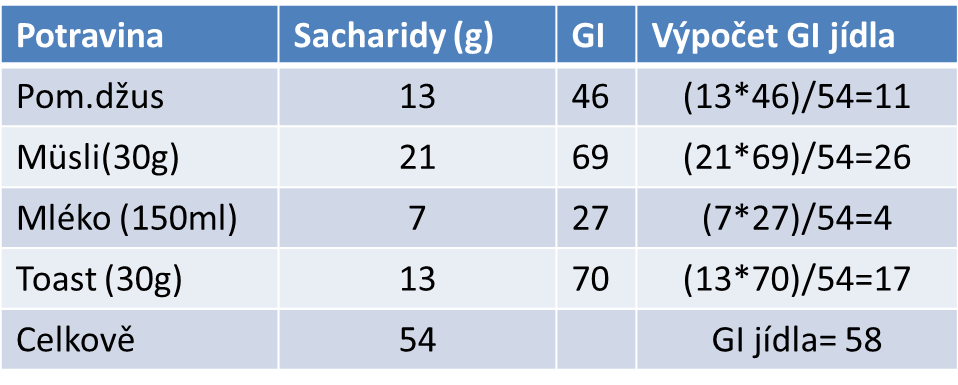 Potravina Sacharidy (g) GI Výpočet GI jídla
Pom.džus 13 46 (13*46)/54=11
Müsli(30g) 21 69 (21*69)/54=26
Mléko (150ml) 7 27 (7*27)/54=4
Toast (30g) 13 70 (13*70)/54=17
Celkově 54 GI jídla= 58